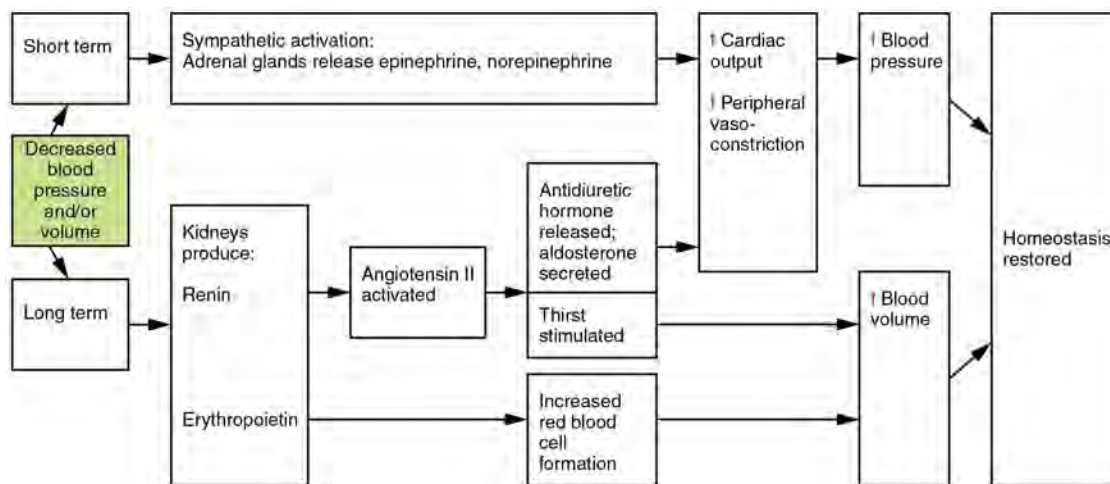 Short term
Sympathetic activation:
Adrenal glands release epinephrine, norepinephrine
↑ Cardiac
output
↑ Peripheral
vaso-
constriction
↑ Blood
pressure
Decreased
blood
pressure
and/or
volume
Long term
Kidneys
produce:
Renin
Erythropoietin
Angiotensin II
activated
Antidiuretic
hormone
released;
aldosterone
secreted
Thirst
stimulated
Increased
red blood
cell
formation
↑ Blood
volume
Homeostasis
restored